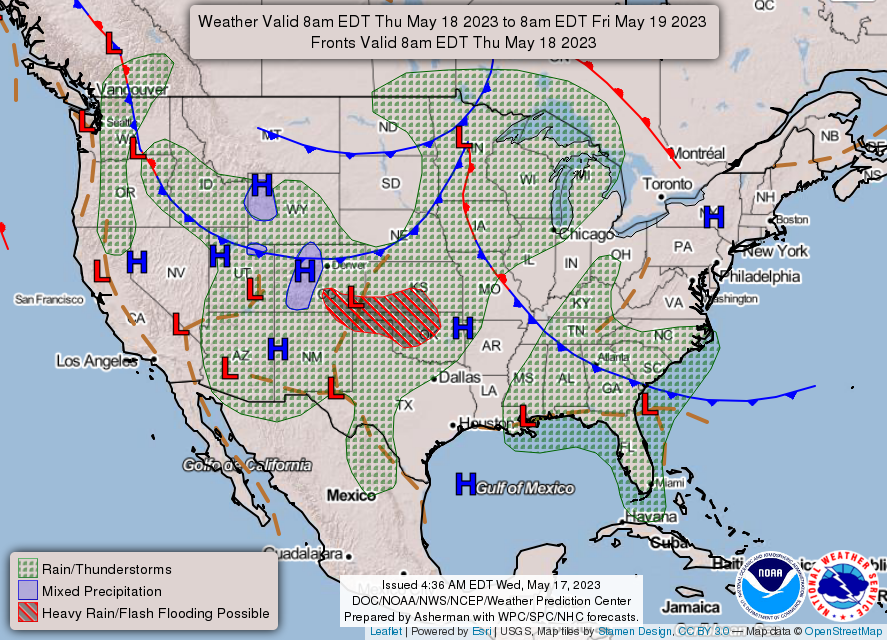 Weather Valid 8am EDT Thu May 18 2023 to 8am EDT Fri May 19 2023
Fronts Valid 8am EDT Thu May 18 2023
QC
L
Vancouver
L
Seattle
L
MT
ND
L
MN
NB
Montréal
L
OR
ID
H
WY
SD
WI
MI
Toronto
NH
H
Boston
NS
IA
NE
Chicago
H
H
NV
UT
H
Denver
IL
IN
OH
PA
New York
Philadelphia
L
San Francisco
L
L
KS
MO
KY
VA
CA
L
OK
H
TN
NC
Los Angeles
AZ
L
H
NM
AR
Atlanta
SC
L
Dallas
MS
AL
GA
TX
LA
L
Houston
L
FL
Golfo de California
H
Gulf of Mexico
Miami
Mexico
Havana
Cuba
Guadalajara
Jamaica
Rain/Thunderstorms
Mixed Precipitation
Heavy Rain/Flash Flooding Possible
Issued 4:36 AM EDT Wed, May 17, 2023
DOC/NOAA/NWS/NCEP/Weather Prediction Center
Prepared by Asherman with WPC/SPC/NHC forecasts.
NOAA
NATIONAL WEATHER SERVICE
Leaflet | Powered by Esri | USGS, Map tiles by Stamen Design, CC BY 3.0 — Map data © OpenStreetMap